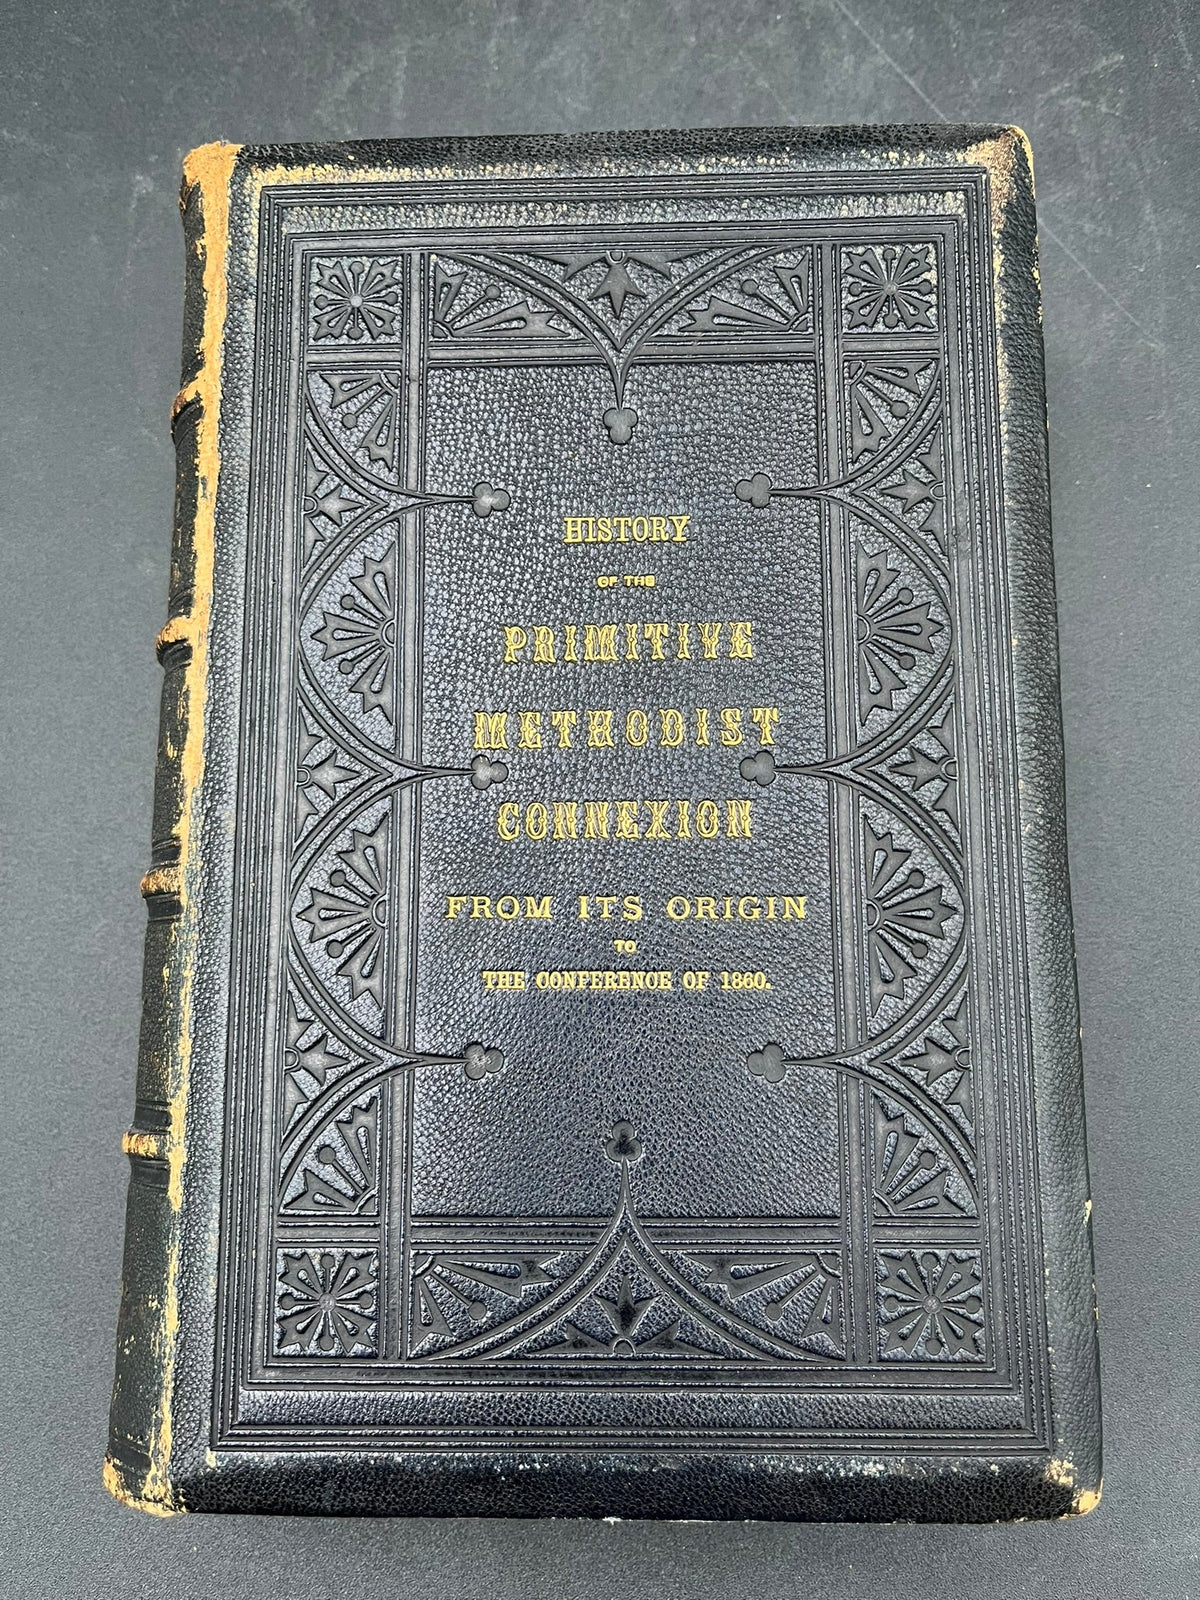 HISTORY
OF THE
PRIMITIVE
METHODIST
CONNEXION
FROM ITS ORIGIN
TO
THE CONFERENCE OF 1860.